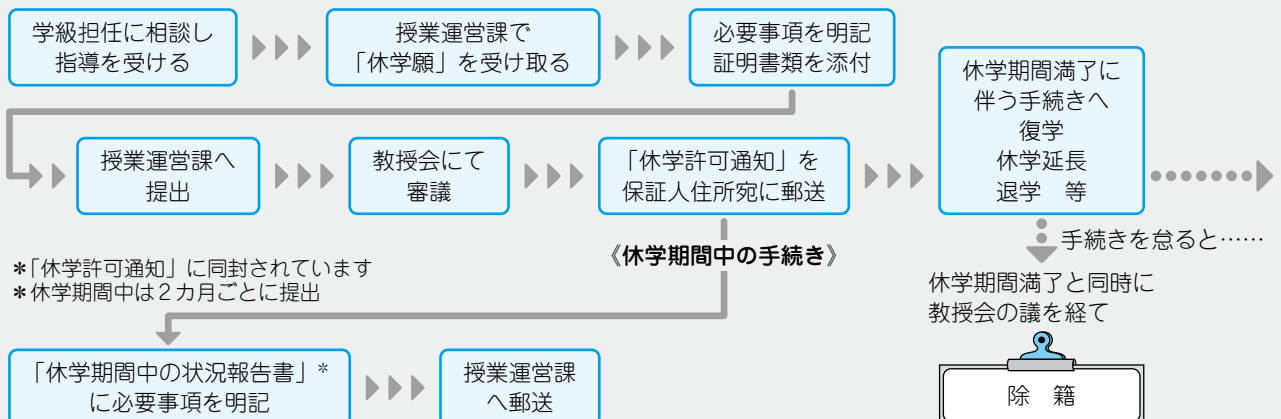 学級担任に相談し
指導を受ける
授業運営課で
「休学願」を受け取る
必要事項を明記
証明書類を添付
授業運営課へ
提出
教授会にて
審議
「休学許可通知」を
保証人住所宛に郵送
休学期間満了に
伴う手続きへ
復学
休学延長
退学　等
手続きを怠ると……
休学期間満了と同時に
教授会の議を経て
除　籍
《休学期間中の手続き》
＊「休学許可通知」に同封されています
＊休学期間中は２カ月ごとに提出
「休学期間中の状況報告書」＊
に必要事項を明記
授業運営課
へ郵送